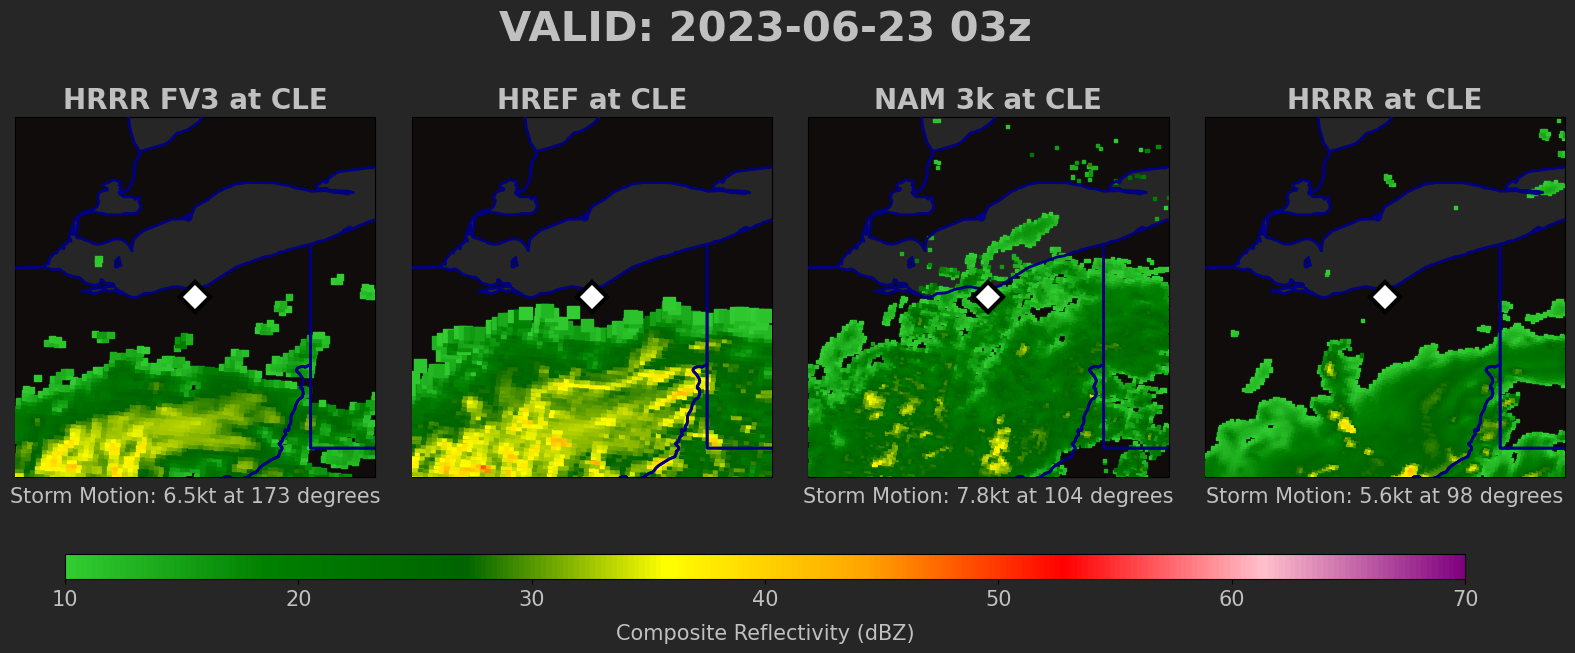 VALID: 2023-06-23 03z
HRRR FV3 at CLE
HREF at CLE
NAM 3k at CLE
HRRR at CLE
Storm Motion: 6.5kt at 173 degrees
Storm Motion: 7.8kt at 104 degrees
Storm Motion: 5.6kt at 98 degrees
10 20 30 40 50 60 70
Composite Reflectivity (dBZ)